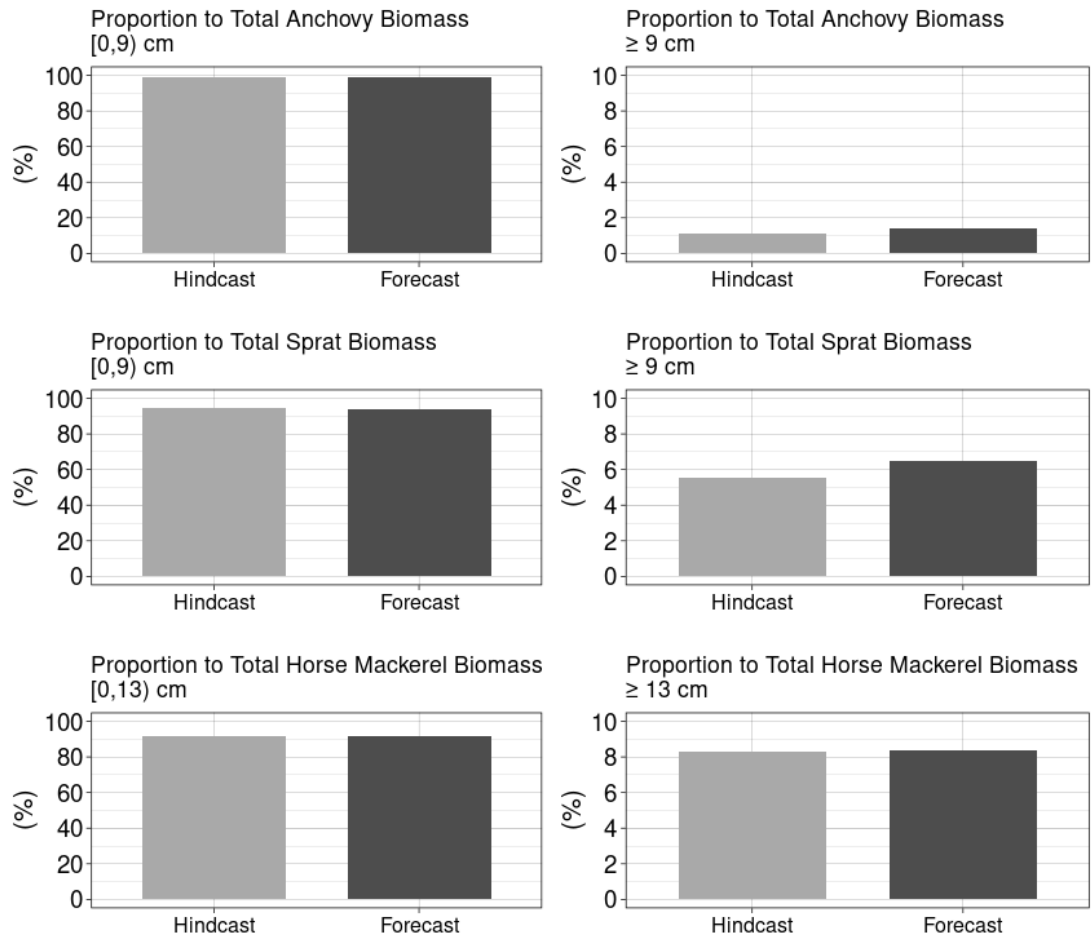 Proportion to Total Anchovy Biomass
[0,9) cm
100
80
60
40
20
0
(%)
Hindcast
Forecast
Proportion to Total Anchovy Biomass
≥ 9 cm
10
8
6
4
2
0
(%)
Hindcast
Forecast
Proportion to Total Sprat Biomass
[0,9) cm
100
80
60
40
20
0
(%)
Hindcast
Forecast
Proportion to Total Sprat Biomass
≥ 9 cm
10
8
6
4
2
0
(%)
Hindcast
Forecast
Proportion to Total Horse Mackerel Biomass
[0,13) cm
100
80
60
40
20
0
(%)
Hindcast
Forecast
Proportion to Total Horse Mackerel Biomass
≥ 13 cm
10
8
6
4
2
0
(%)
Hindcast
Forecast